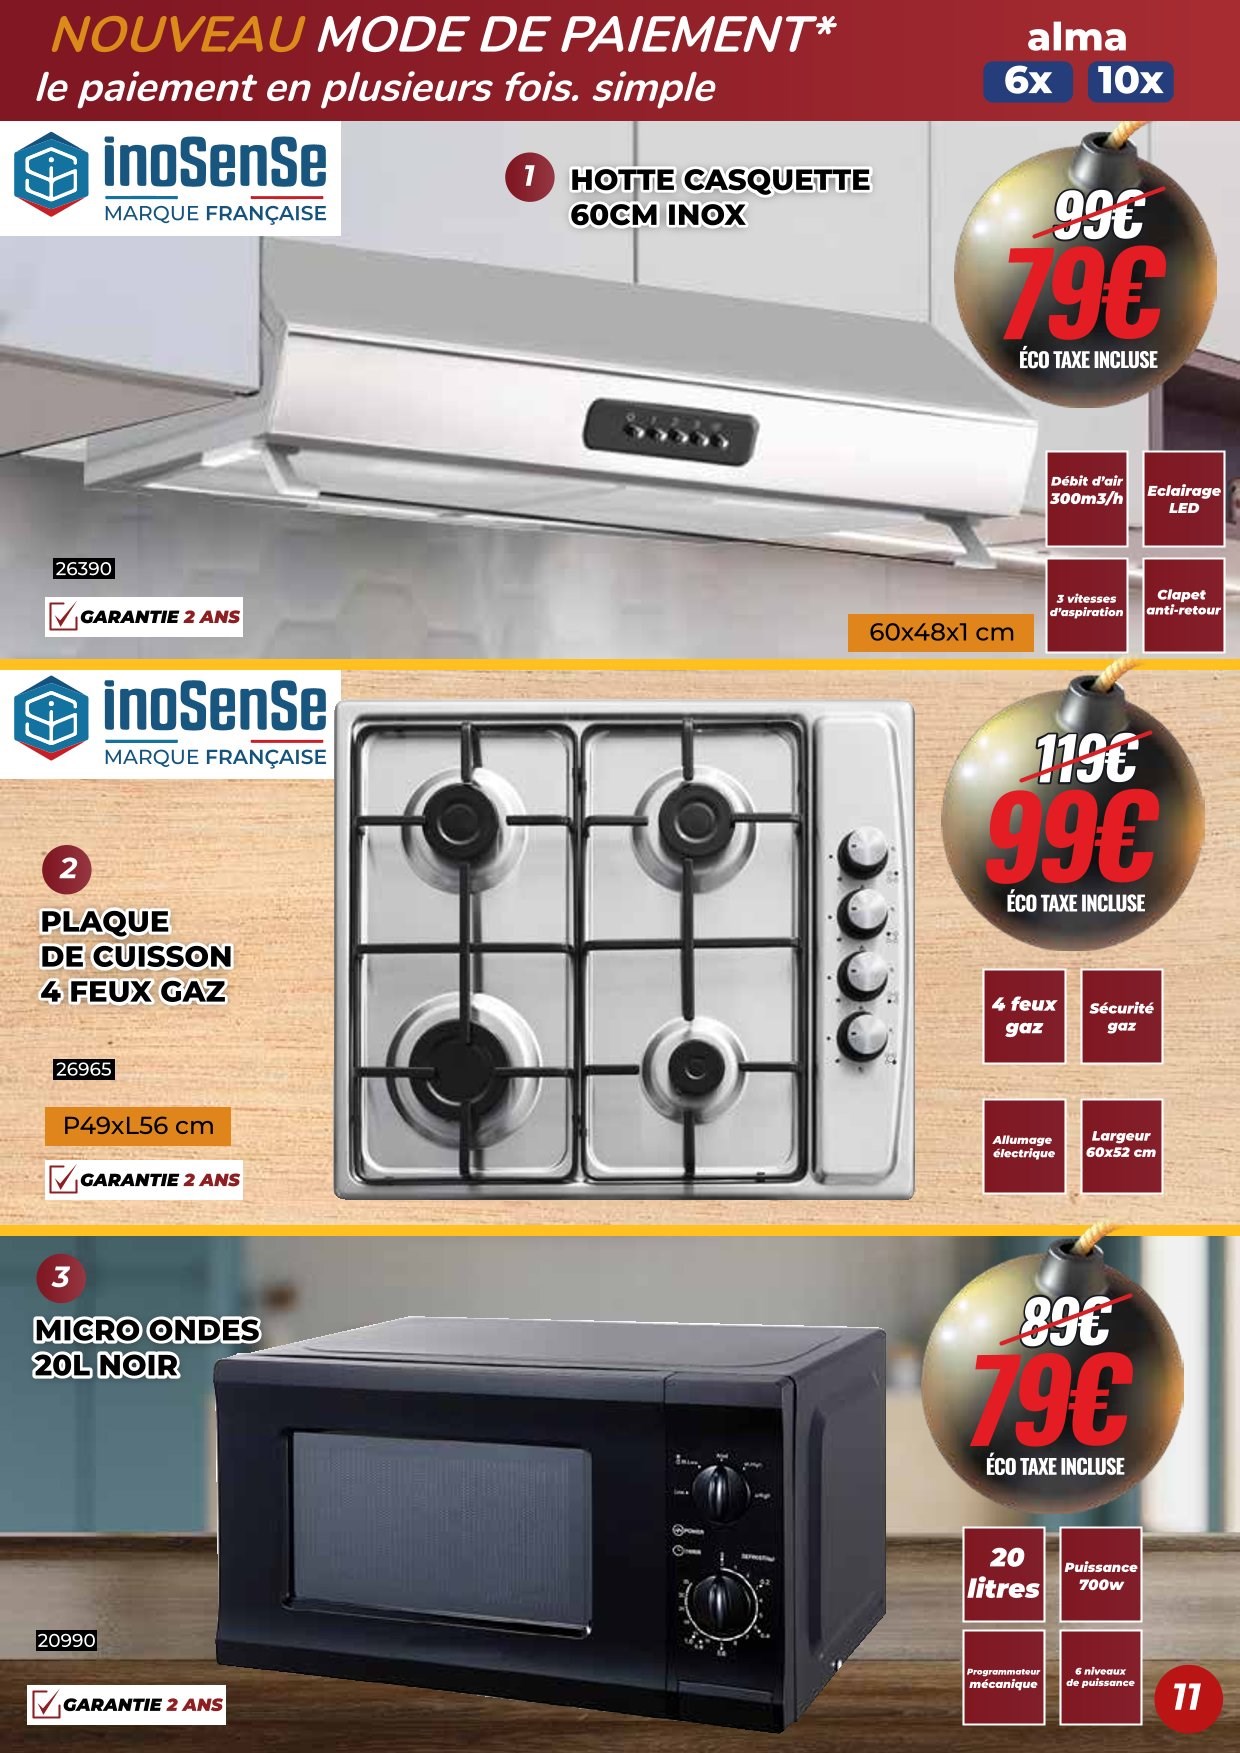 NOUVEAU MODE DE PAIEMENT*
le paiement en plusieurs fois. simple
alma
6x 10x
inoSenSe
MARQUE FRANÇAISE
1
HOTTE CASQUETTE
60CM INOX
99€
79€
ÉCO TAXE INCLUSE
Débit d'air
300m3/h
Eclairage
LED
3 vitesses
d'aspiration
Clapet
anti-retour
26390
GARANTIE 2 ANS
60x48x1 cm
inoSenSe
MARQUE FRANÇAISE
2
PLAQUE
DE CUISSON
4 FEUX GAZ
26965
P49xL56 cm
GARANTIE 2 ANS
119€
99€
ÉCO TAXE INCLUSE
4 feux
gaz
Sécurité
gaz
Allumage
électrique
Largeur
60x52 cm
3
MICRO ONDES
20L NOIR
89€
79€
ÉCO TAXE INCLUSE
POWER
20
litres
Puissance
700w
Programmateur
mécanique
6 niveaux
de puissance
20990
GARANTIE 2 ANS
11